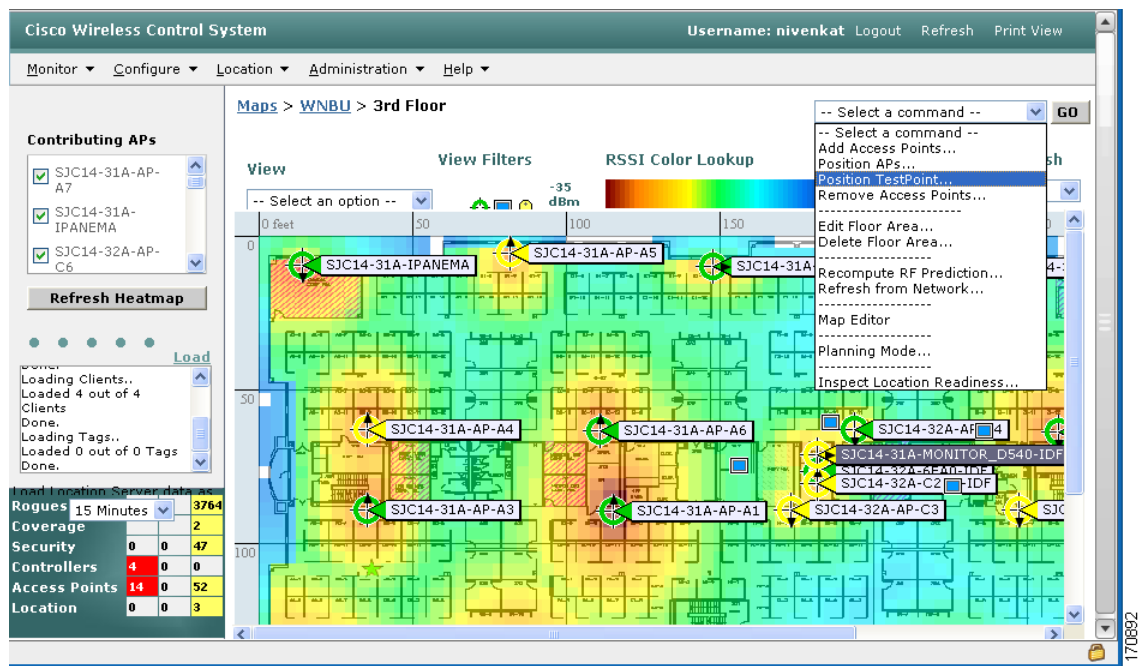 Cisco Wireless Control System
Username: nivenkat Logout Refresh Print View
Monitor Configure Location Administration Help
Maps > WNBU > 3rd Floor
-- Select a command --
GO
-- Select a command --
Add Access Points...
Position APs...
Position TestPoint...
Remove Access Points...
--------------------
Edit Floor Area...
Delete Floor Area...
----------------
Recompute RF Prediction...
Refresh from Network...
----------------
Map Editor
----------------
Planning Mode...
----------------
Inspect Location Readiness...
Contributing APs
SJC14-31A-AP-
A7
SJC14-31A-
IPANEMA
SJC14-32A-AP-
C6
Refresh Heatmap
Load
Loading Clients..
Loaded 4 out of 4
Clients
Done.
Loading Tags..
Loaded 0 out of 0 Tags
Done.
Load Location Server data as
15 Minutes
Rogues 3764
Coverage 2
Security 0 0 47
Controllers 4 0 0
Access Points 14 0 52
Location 0 0 3
View
-- Select an option --
View Filters
RSSI Color Lookup
-35
dBm
0 feet 50 100 150
0
50
100
SJC14-31A-IPANEMA
SJC14-31A-AP-A5
SJC14-31A-AP-A4
SJC14-31A-AP-A6
SJC14-31A-MONITOR_D540-IDF
SJC14-32A-6EA0-IDF
SJC14-31A-AP-A3
SJC14-31A-AP-A1
SJC14-32A-AP-C3
170892